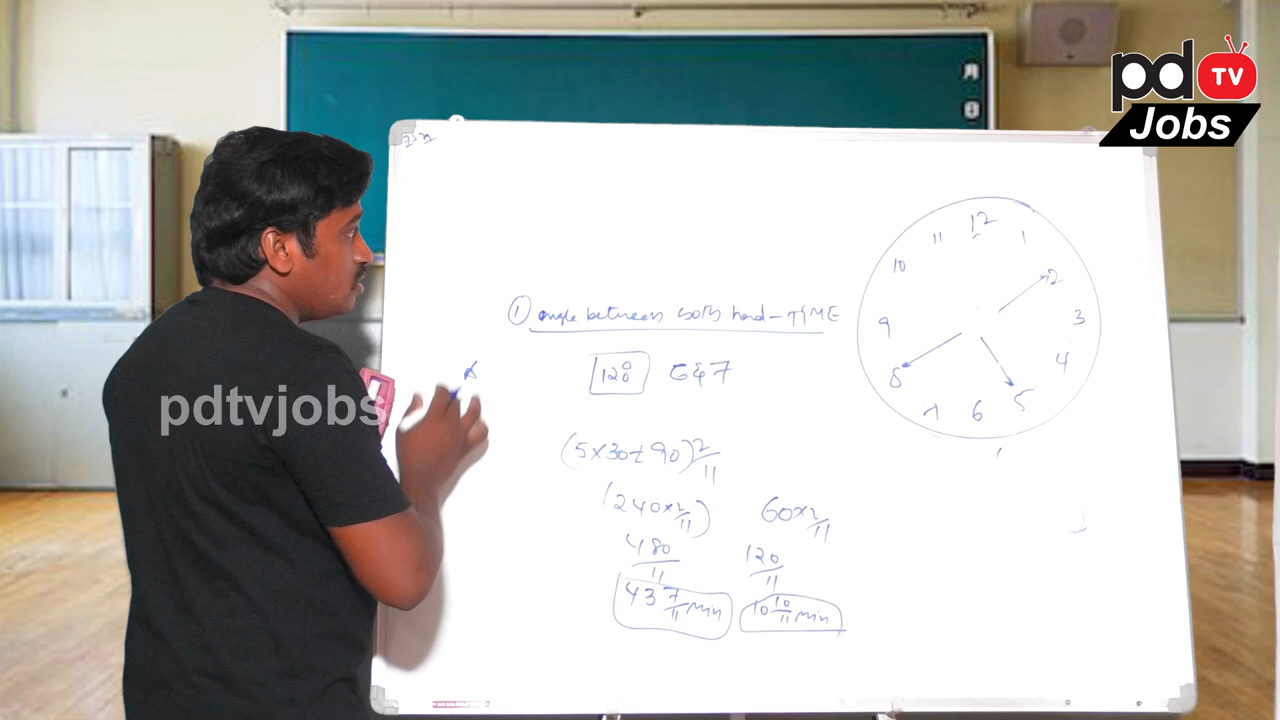 pd TV
Jobs
① angle between both hand - TIME
120° 6&7
(5×30±90) 2/11
(240×2/11) 60×2/11
480/11 120/11
43 7/11 min 10 10/11 min
12
11 1
10 2
9 3
8 4
7 6 5
pdtvjobs